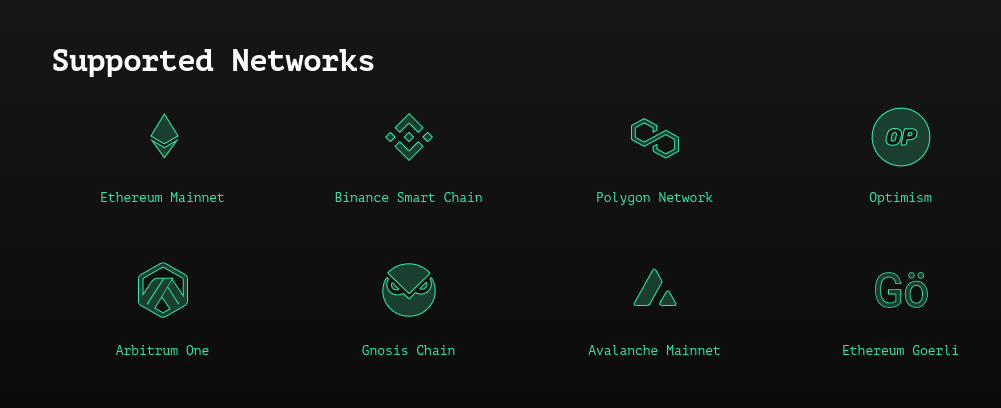 Supported Networks
OP
Ethereum Mainnet
Binance Smart Chain
Polygon Network
Optimism
Gö
Arbitrum One
Gnosis Chain
Avalanche Mainnet
Ethereum Goerli